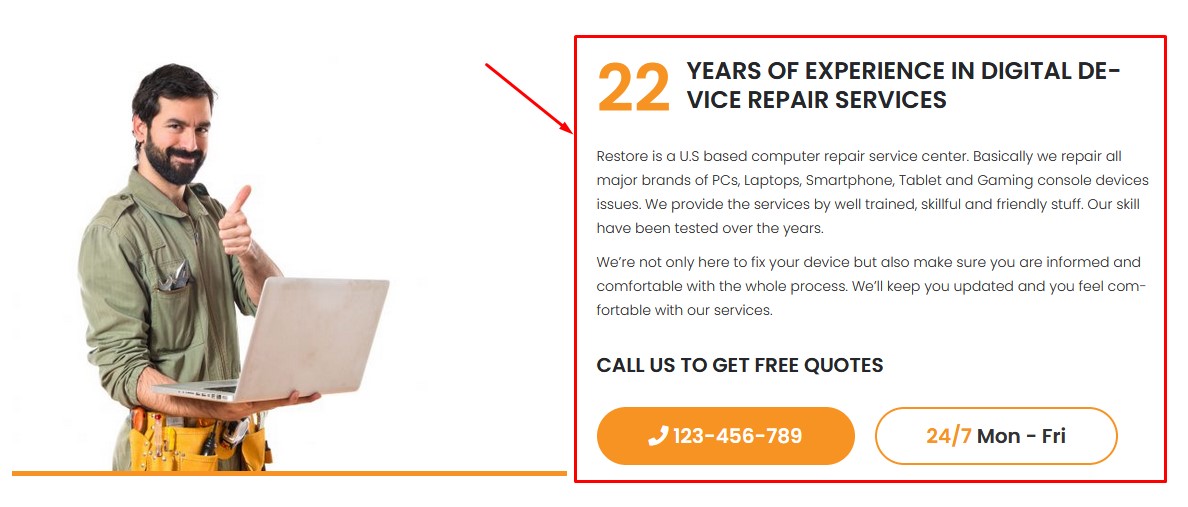 22 YEARS OF EXPERIENCE IN DIGITAL DE-
VICE REPAIR SERVICES
Restore is a U.S based computer repair service center. Basically we repair all
major brands of PCs, Laptops, Smartphone, Tablet and Gaming console devices
issues. We provide the services by well trained, skillful and friendly stuff. Our skill
have been tested over the years.
We’re not only here to fix your device but also make sure you are informed and
comfortable with the whole process. We’ll keep you updated and you feel com-
fortable with our services.
CALL US TO GET FREE QUOTES
123-456-789
24/7 Mon - Fri